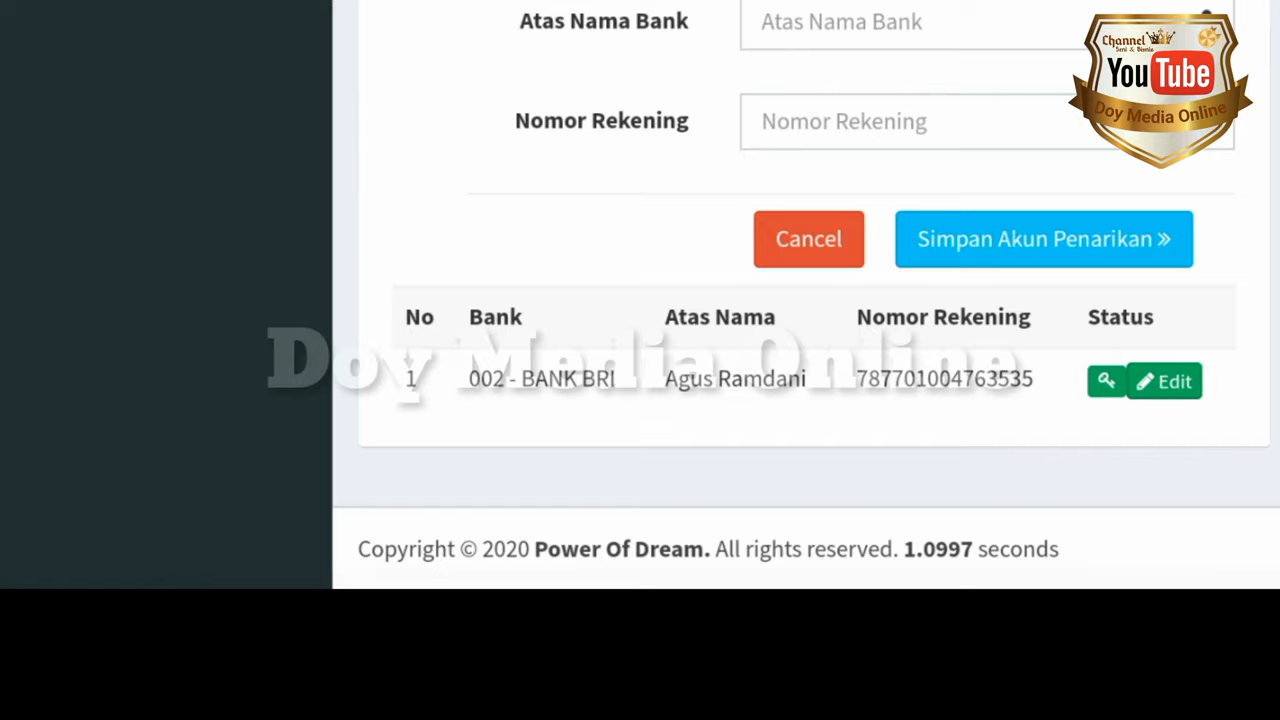 Atas Nama Bank
Atas Nama Bank
Channel
Seni & Bisnis
YouTube
Doy Media Online
Nomor Rekening
Nomor Rekening
Cancel
Simpan Akun Penarikan »
No Bank Atas Nama Nomor Rekening Status
Doy Media Online
1 002 - BANK BRI Agus Ramdani 787701004763535 Edit
Copyright © 2020 Power Of Dream. All rights reserved. 1.0997 seconds